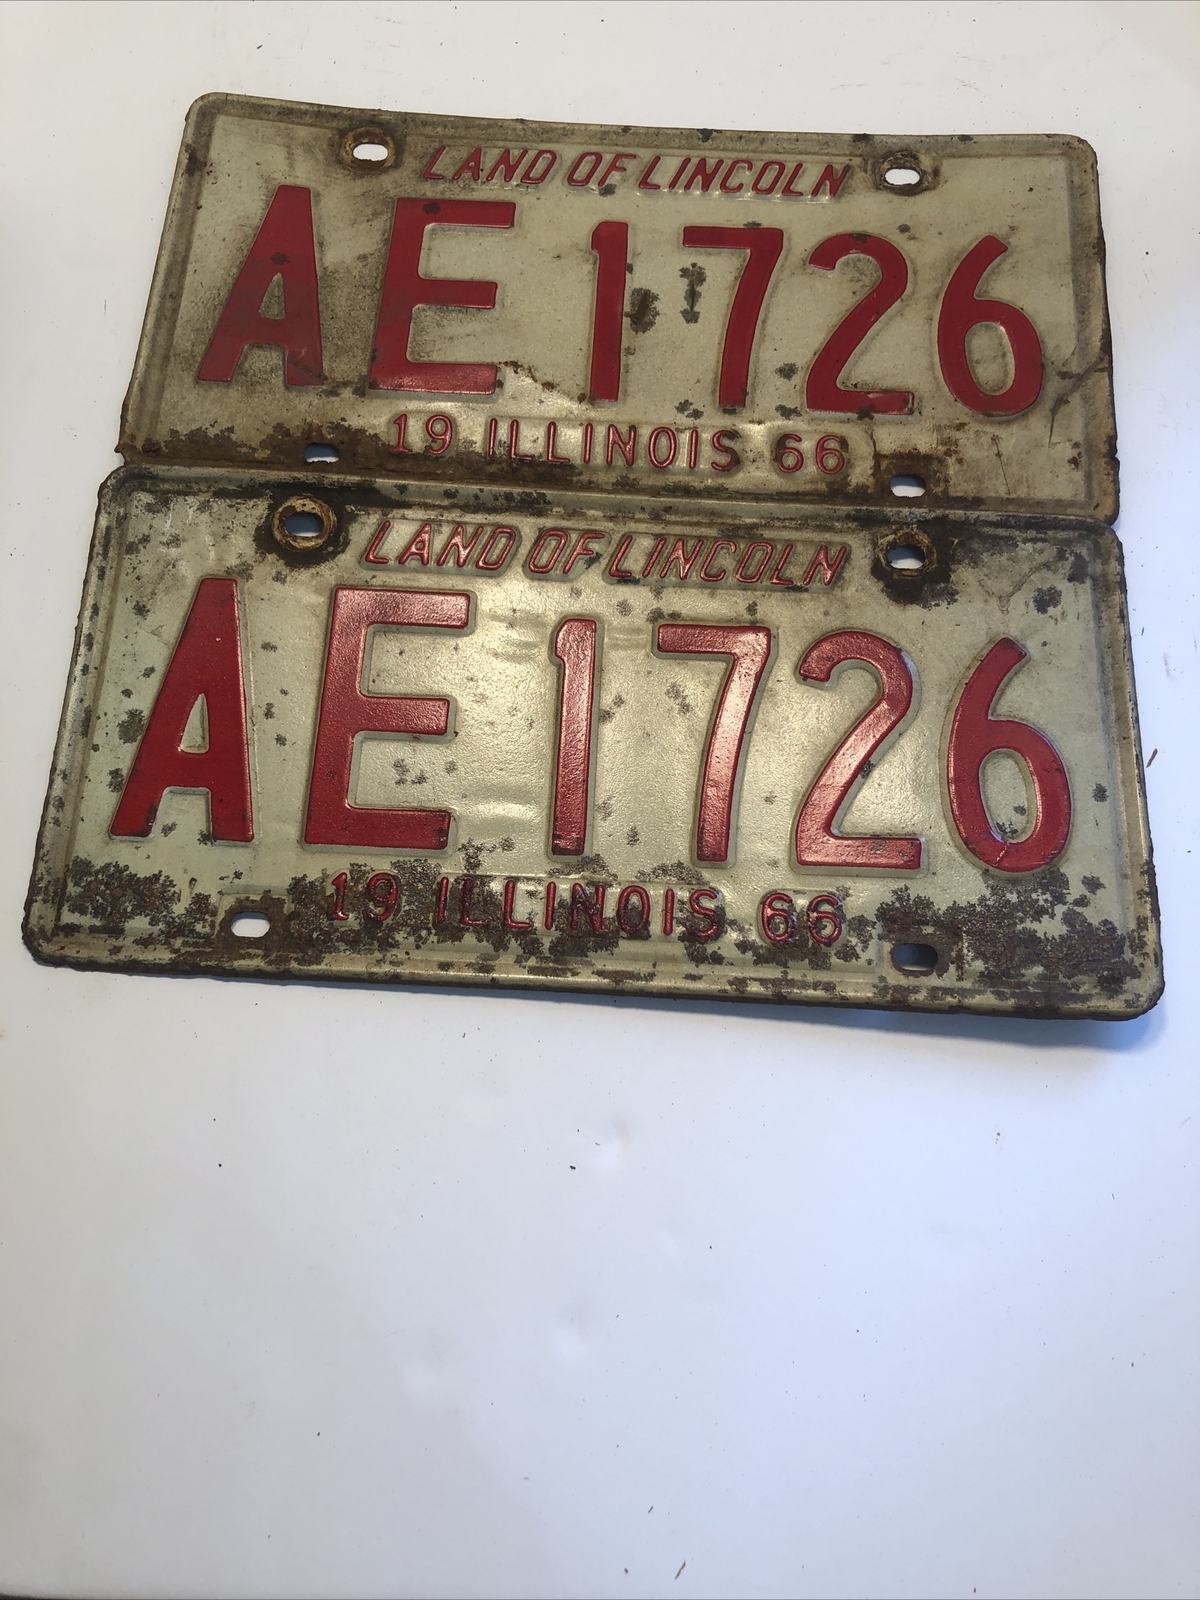 LAND OF LINCOLN
AE 1726
19 ILLINOIS 66
LAND OF LINCOLN
AE 1726
19 ILLINOIS 66